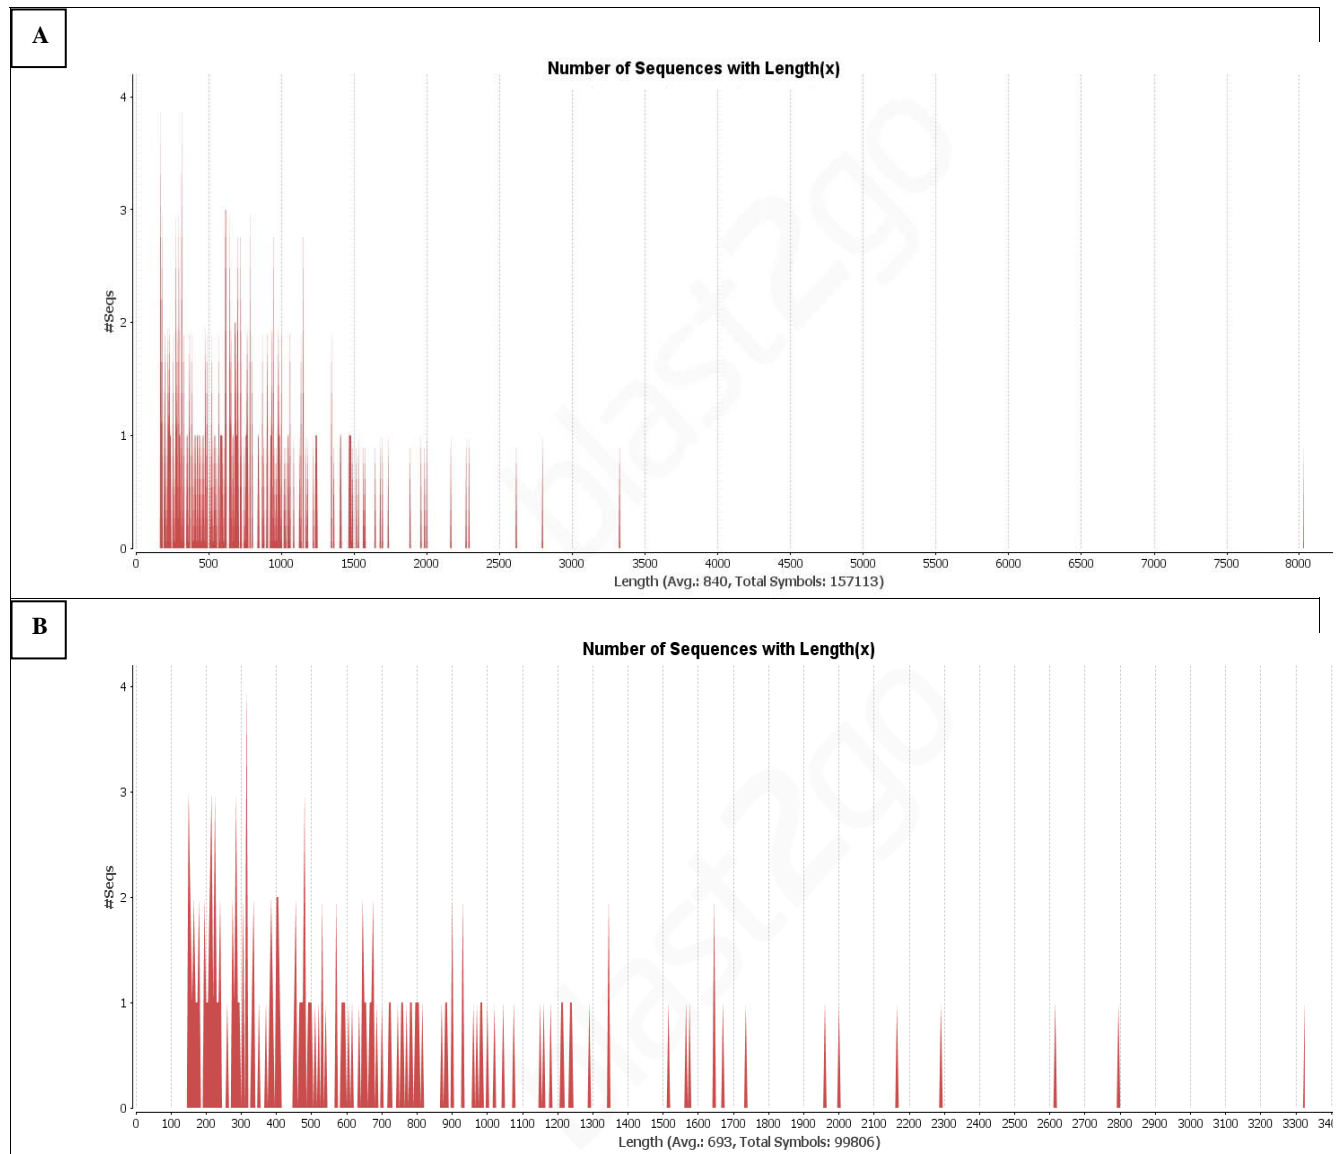 A
Number of Sequences with Length(x)
4
3
2
1
0
#Seqs
0 500 1000 1500 2000 2500 3000 3500 4000 4500 5000 5500 6000 6500 7000 7500 8000
Length (Avg.: 840, Total Symbols: 157113)
blast2go
B
Number of Sequences with Length(x)
4
3
2
1
0
#Seqs
0 100 200 300 400 500 600 700 800 900 1000 1100 1200 1300 1400 1500 1600 1700 1800 1900 2000 2100 2200 2300 2400 2500 2600 2700 2800 2900 3000 3100 3200 3300
Length (Avg.: 693, Total Symbols: 99806)
blast2go